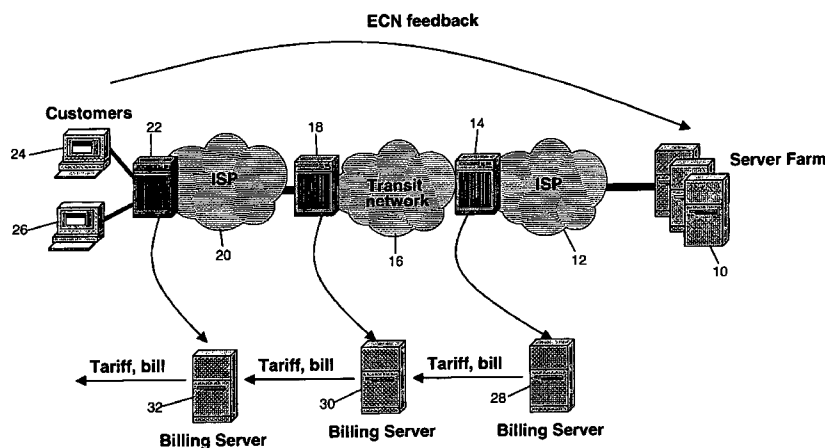 ECN feedback
Customers
22
18
14
24
ISP
Transit
network
ISP
Server Farm
26
20
16
12
10
Tariff, bill
Tariff, bill
Tariff, bill
32
30
28
Billing Server
Billing Server
Billing Server